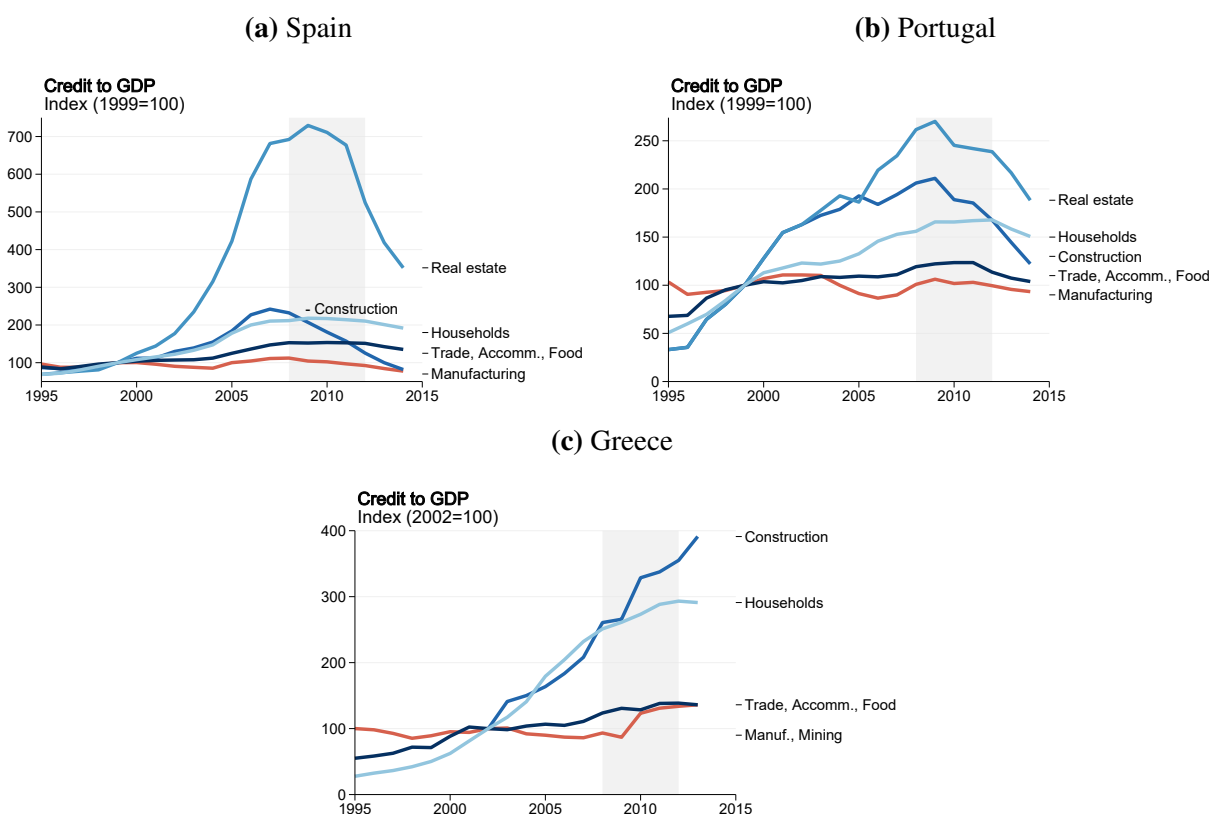 (a) Spain
Credit to GDP
Index (1999=100)
700
600
500
400
300
200
100
1995
2000
2005
2010
2015
Real estate
Construction
Households
Trade, Accomm., Food
Manufacturing
(b) Portugal
Credit to GDP
Index (1999=100)
250
200
150
100
50
0
1995
2000
2005
2010
2015
Real estate
Households
Construction
Trade, Accomm., Food
Manufacturing
(c) Greece
Credit to GDP
Index (2002=100)
400
300
200
100
0
1995
2000
2005
2010
2015
Construction
Households
Trade, Accomm., Food
Manuf., Mining